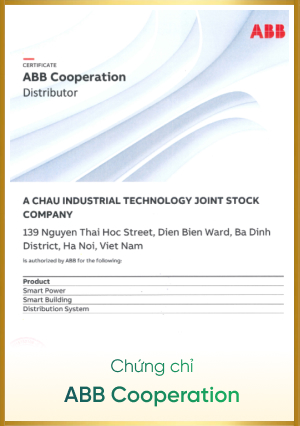 ABB
CERTIFICATE
ABB Cooperation
Distributor
A CHAU INDUSTRIAL TECHNOLOGY JOINT STOCK
COMPANY
139 Nguyen Thai Hoc Street, Dien Bien Ward, Ba Dinh
District, Ha Noi, Viet Nam
is authorized by ABB for the following:
Product
Smart Power
Smart Building
Distribution System
Chứng chỉ
ABB Cooperation